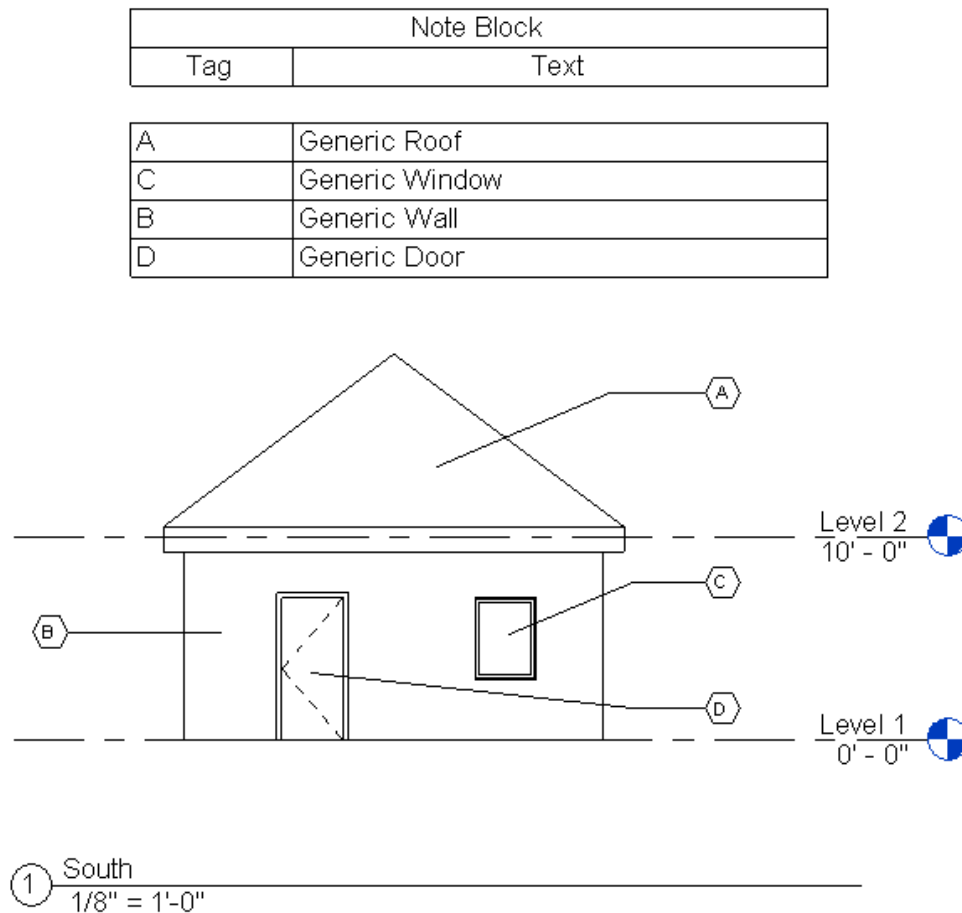 Note Block
Tag Text
A Generic Roof
C Generic Window
B Generic Wall
D Generic Door
A
Level 2
10' - 0"
C
B
D
Level 1
0' - 0"
1 South
1/8" = 1'-0"